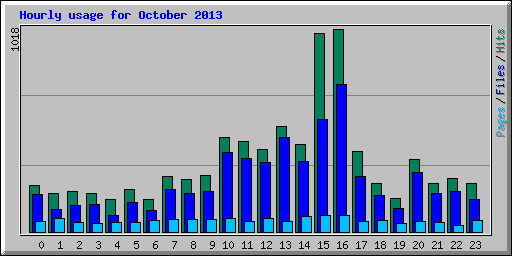 Hourly usage for October 2013
1018
Pages / Files / Hits
0 1 2 3 4 5 6 7 8 9 10 11 12 13 14 15 16 17 18 19 20 21 22 23